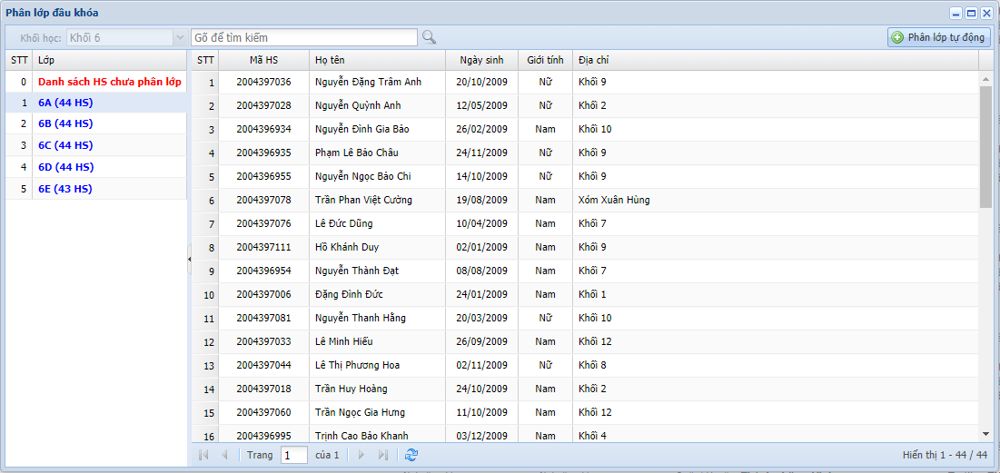 Phân lớp đầu khóa
Khối học: Khối 6 Gõ để tìm kiếm Phân lớp tự động
STT Lớp
0 Danh sách HS chưa phân lớp
1 6A (44 HS)
2 6B (44 HS)
3 6C (44 HS)
4 6D (44 HS)
5 6E (43 HS)
STT Mã HS Họ tên Ngày sinh Giới tính Địa chỉ
1 2004397036 Nguyễn Đặng Trâm Anh 20/10/2009 Nữ Khối 9
2 2004397028 Nguyễn Quỳnh Anh 12/05/2009 Nữ Khối 2
3 2004396934 Nguyễn Đình Gia Bảo 26/02/2009 Nam Khối 10
4 2004396935 Phạm Lê Bảo Châu 24/11/2009 Nữ Khối 9
5 2004396955 Nguyễn Ngọc Bảo Chi 14/10/2009 Nữ Khối 9
6 2004397078 Trần Phan Việt Cường 19/08/2009 Nam Xóm Xuân Hùng
7 2004397076 Lê Đức Dũng 10/04/2009 Nam Khối 7
8 2004397111 Hồ Khánh Duy 02/01/2009 Nam Khối 9
9 2004396954 Nguyễn Thành Đạt 08/08/2009 Nam Khối 7
10 2004397006 Đặng Đình Đức 24/01/2009 Nam Khối 1
11 2004397081 Nguyễn Thanh Hằng 20/03/2009 Nữ Khối 10
12 2004397033 Lê Minh Hiếu 26/09/2009 Nam Khối 12
13 2004397044 Lê Thị Phương Hoa 02/11/2009 Nữ Khối 8
14 2004397018 Trần Huy Hoàng 24/10/2009 Nam Khối 2
15 2004397060 Trần Ngọc Gia Hưng 11/10/2009 Nam Khối 12
16 2004396995 Trịnh Cao Bảo Khanh 03/12/2009 Nam Khối 4
Trang 1 của 1 Hiển thị 1 - 44 / 44